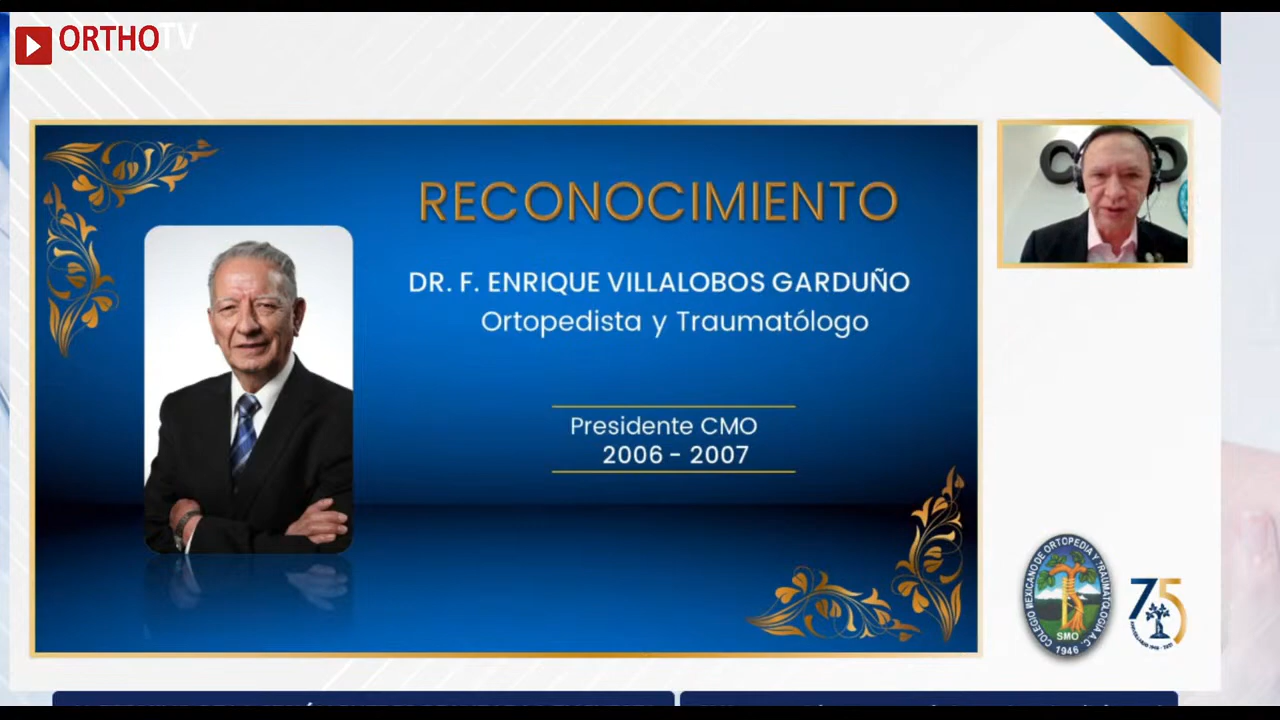 ORTHOTV
RECONOCIMIENTO
DR. F. ENRIQUE VILLALOBOS GARDUÑO
Ortopedista y Traumatólogo
Presidente CMO
2006 - 2007
COLEGIO MEXICANO DE ORTOPEDIA Y TRAUMATOLOGIA A.C.
SMO
1946
75